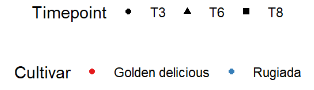 Timepoint T3 T6 T8
Cultivar Golden delicious Rugiada